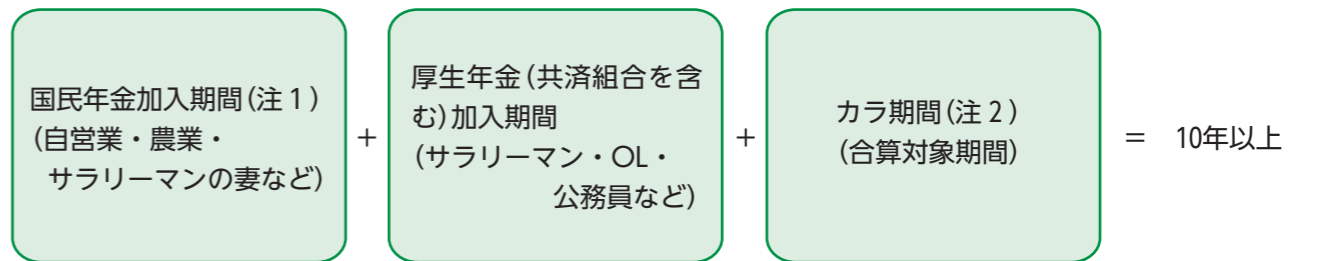 国民年金加入期間(注1)
(自営業・農業・
サラリーマンの妻など)
+
厚生年金(共済組合を含
む)加入期間
(サラリーマン・OL・
公務員など)
+
カラ期間(注2)
(合算対象期間)
= 10年以上